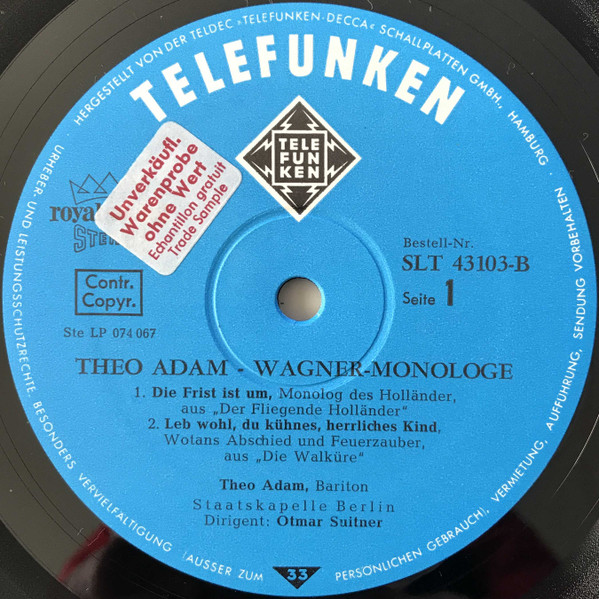 HERGESTELLT VON DER TELDEC »TELEFUNKEN-DECCA« SCHALLPLATTEN GMBH., HAMBURG
TELEFUNKEN
TELE
FUN
KEN
Unverkäufl.
Warenprobe
ohne Wert
Echantillon gratuit
Trade Sample
royal
STE
Contr.
Copyr.
Ste LP 074 067
Bestell-Nr.
SLT 43103-B
Seite 1
THEO ADAM - WAGNER-MONOLOGE
1. Die Frist ist um, Monolog des Holländer,
aus „Der Fliegende Holländer"
2. Leb wohl, du kühnes, herrliches Kind,
Wotans Abschied und Feuerzauber,
aus „Die Walküre"
Theo Adam, Bariton
Staatskapelle Berlin
Dirigent: Otmar Suitner
33
URHEBER- UND LEISTUNGSSCHUTZRECHTE, BESONDERS VERVIELFÄLTIGUNG (AUSSER ZUM PERSÖNLICHEN GEBRAUCH), VERMIETUNG, AUFFÜHRUNG, SENDUNG VORBEHALTEN